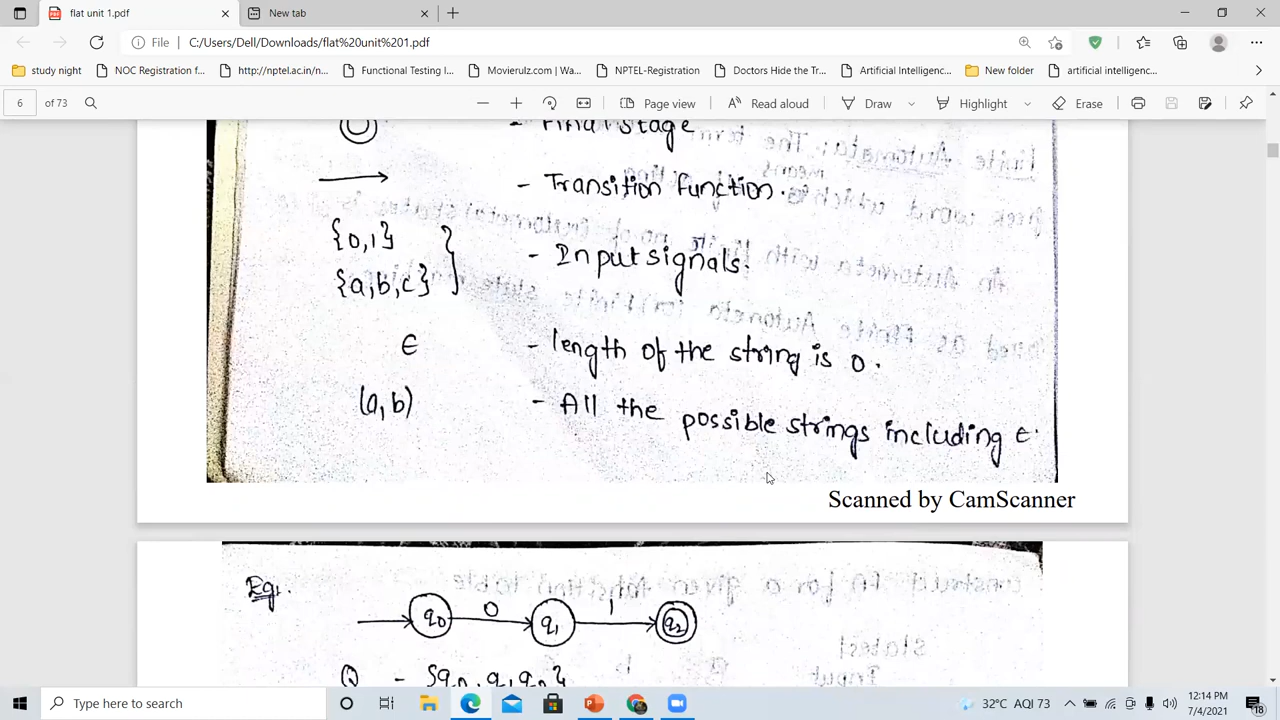 flat unit 1.pdf
New tab
File
C:/Users/Dell/Downloads/flat%20unit%201.pdf
study night
NOC Registration f...
http://nptel.ac.in/n...
Functional Testing I...
Movierulz.com | Wa...
NPTEL-Registration
Doctors Hide the Tr...
Artificial Intelligenc...
New folder
artificial intelligenc...
6 of 73
Page view
Read aloud
Draw
Highlight
Erase
- Final Stage
→ - Transition function.
{0,1}
{a,b,c} } - Input signals.
ϵ - length of the string is 0.
(a,b) - All the possible strings including ϵ.
Scanned by CamScanner
Eg:
q0 0 q1 1 q2
Q - {q0, q1, q2}
Type here to search
32°C AQI 73
12:14 PM
7/4/2021
18